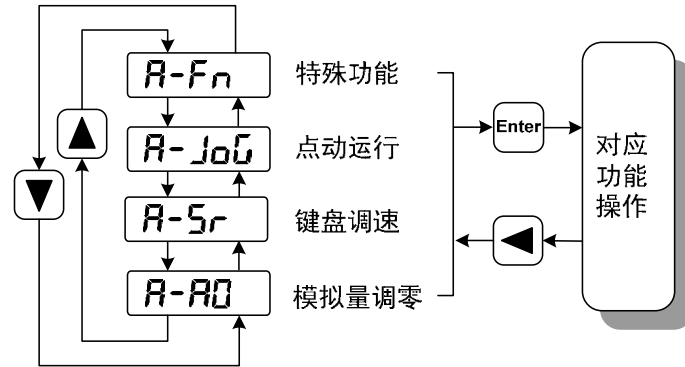 A-Fn 特殊功能
A-JoG 点动运行
A-Sr 键盘调速
A-A0 模拟量调零
Enter
对应
功能
操作